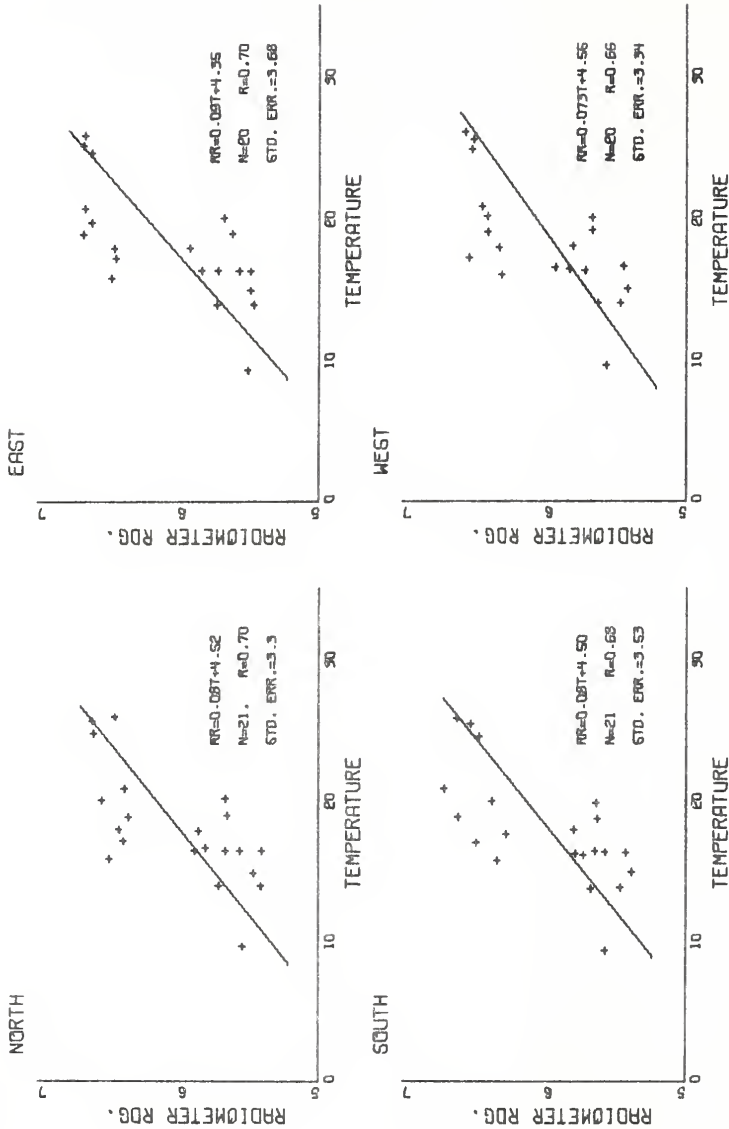 NORTH
7
6
5
RADIOMETER RDG.
RR=0.08T+4.52
N=21. R=0.70
STD. ERR.=3.3
0 10 20 30
TEMPERATURE
EAST
7
6
5
RADIOMETER RDG.
RR=0.09T+4.35
N=20 R=0.70
STD. ERR.=3.68
0 10 20 30
TEMPERATURE
SOUTH
7
6
5
RADIOMETER RDG.
RR=0.08T+4.50
N=21 R=0.68
STD. ERR.=3.53
0 10 20 30
TEMPERATURE
WEST
7
6
5
RADIOMETER RDG.
RR=0.073T+4.56
N=20 R=0.66
STD. ERR.=3.34
0 10 20 30
TEMPERATURE